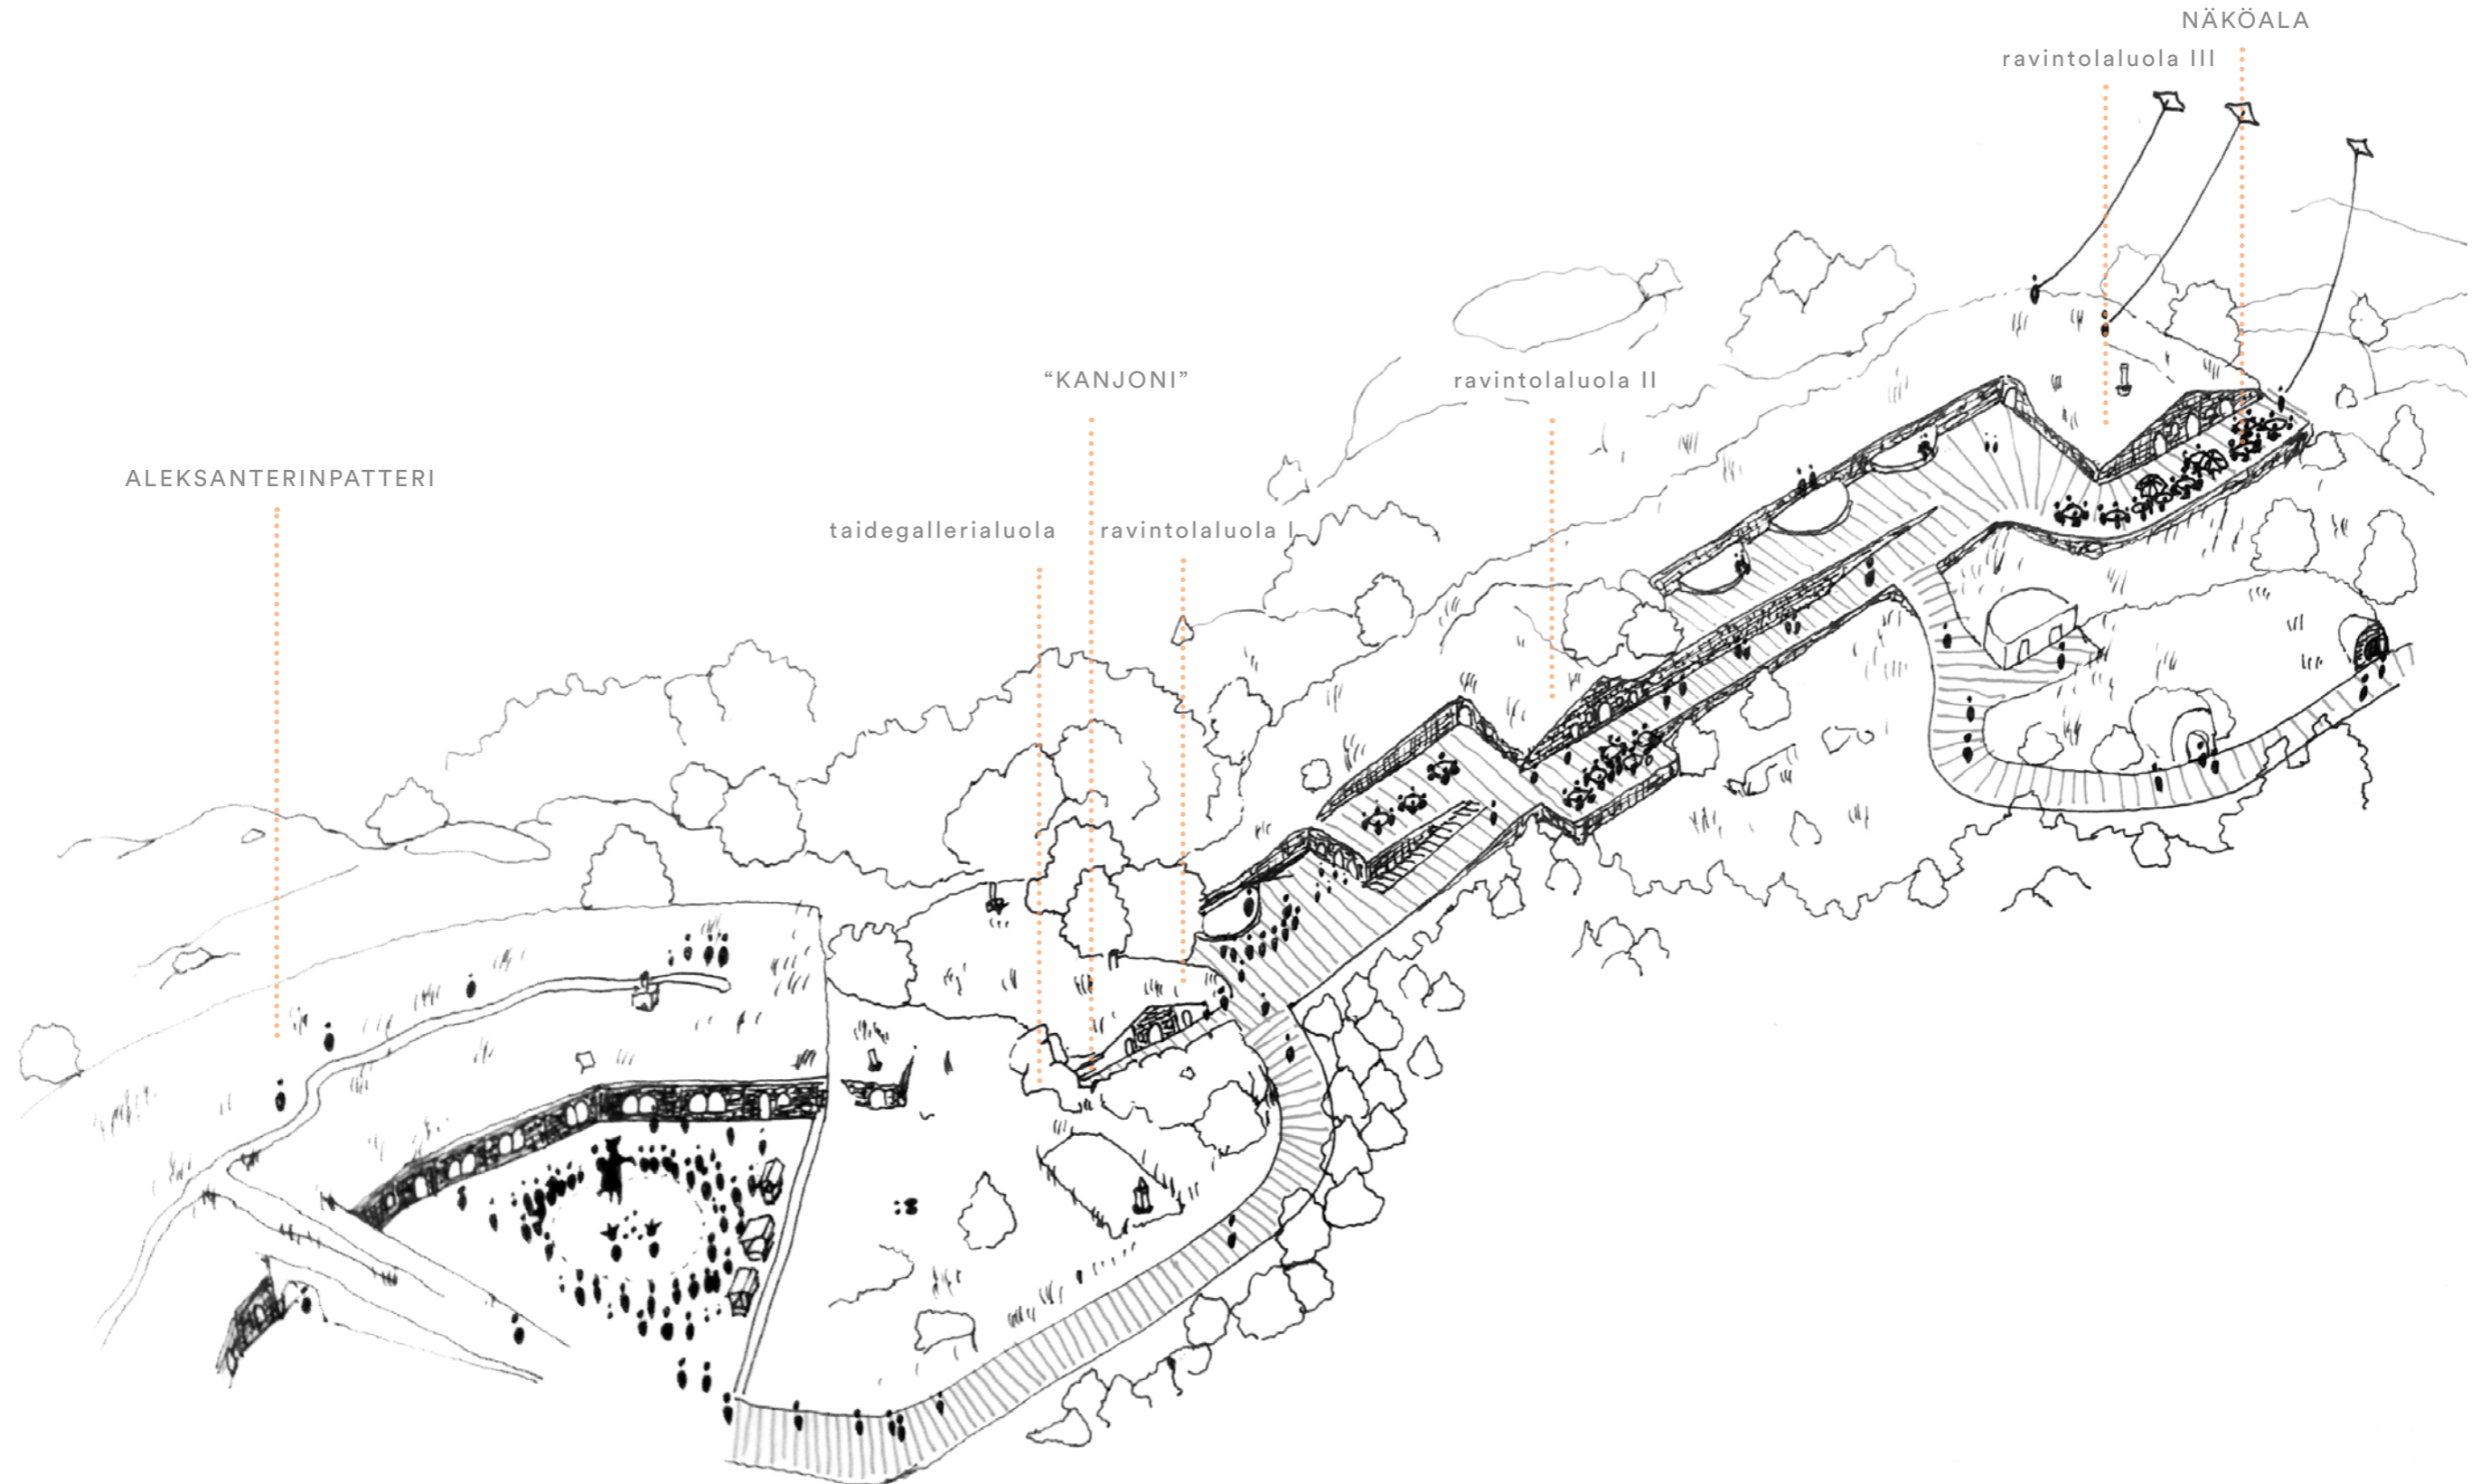 NÄKÖALA
ravintolaluola III
“KANJONI”
ravintolaluola II
ALEKSANTERINPATTERI
taidegallerialuola
ravintolaluola I